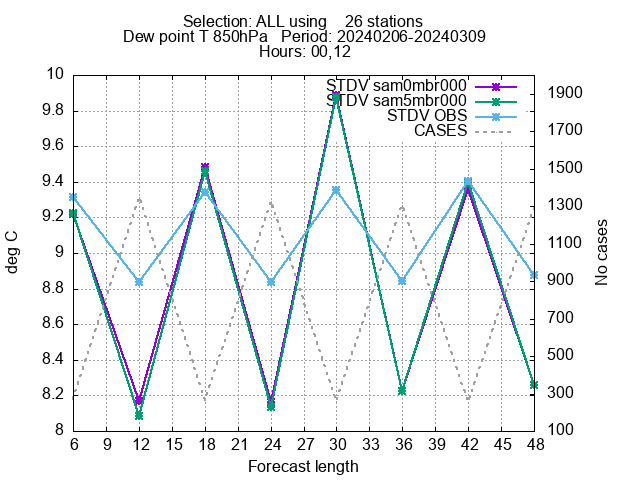 Selection: ALL using 26 stations
Dew point T 850hPa Period: 20240206-20240309
Hours: 00,12
STDV sam0mbr000
STDV sam5mbr000
STDV OBS
CASES
10
9.8
9.6
9.4
9.2
9
8.8
8.6
8.4
8.2
8
deg C
1900
1700
1500
1300
1100
900
700
500
300
100
No cases
6 9 12 15 18 21 24 27 30 33 36 39 42 45 48
Forecast length